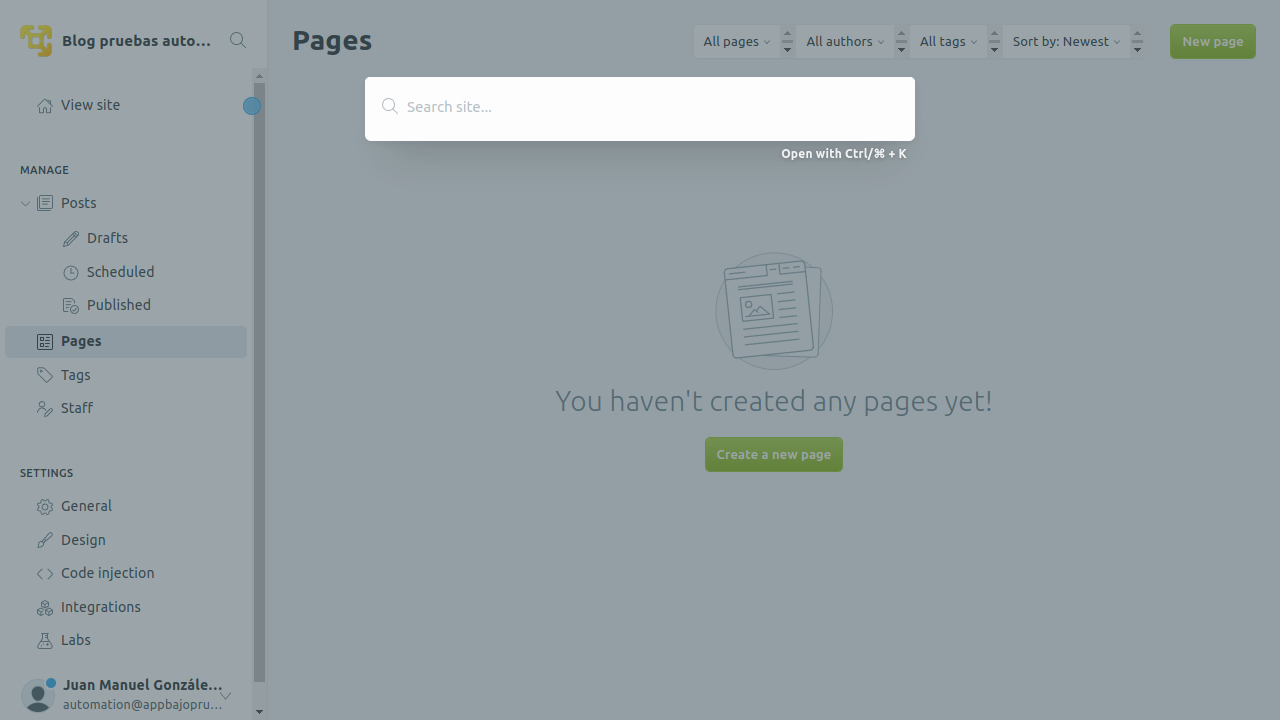 Blog pruebas auto...
Pages
All pages
All authors
All tags
Sort by: Newest
New page
Search site...
Open with Ctrl/⌘ + K
View site
MANAGE
Posts
Drafts
Scheduled
Published
Pages
Tags
Staff
You haven't created any pages yet!
Create a new page
SETTINGS
General
Design
Code injection
Integrations
Labs
Juan Manuel Gonzále...
automation@appbajopru...